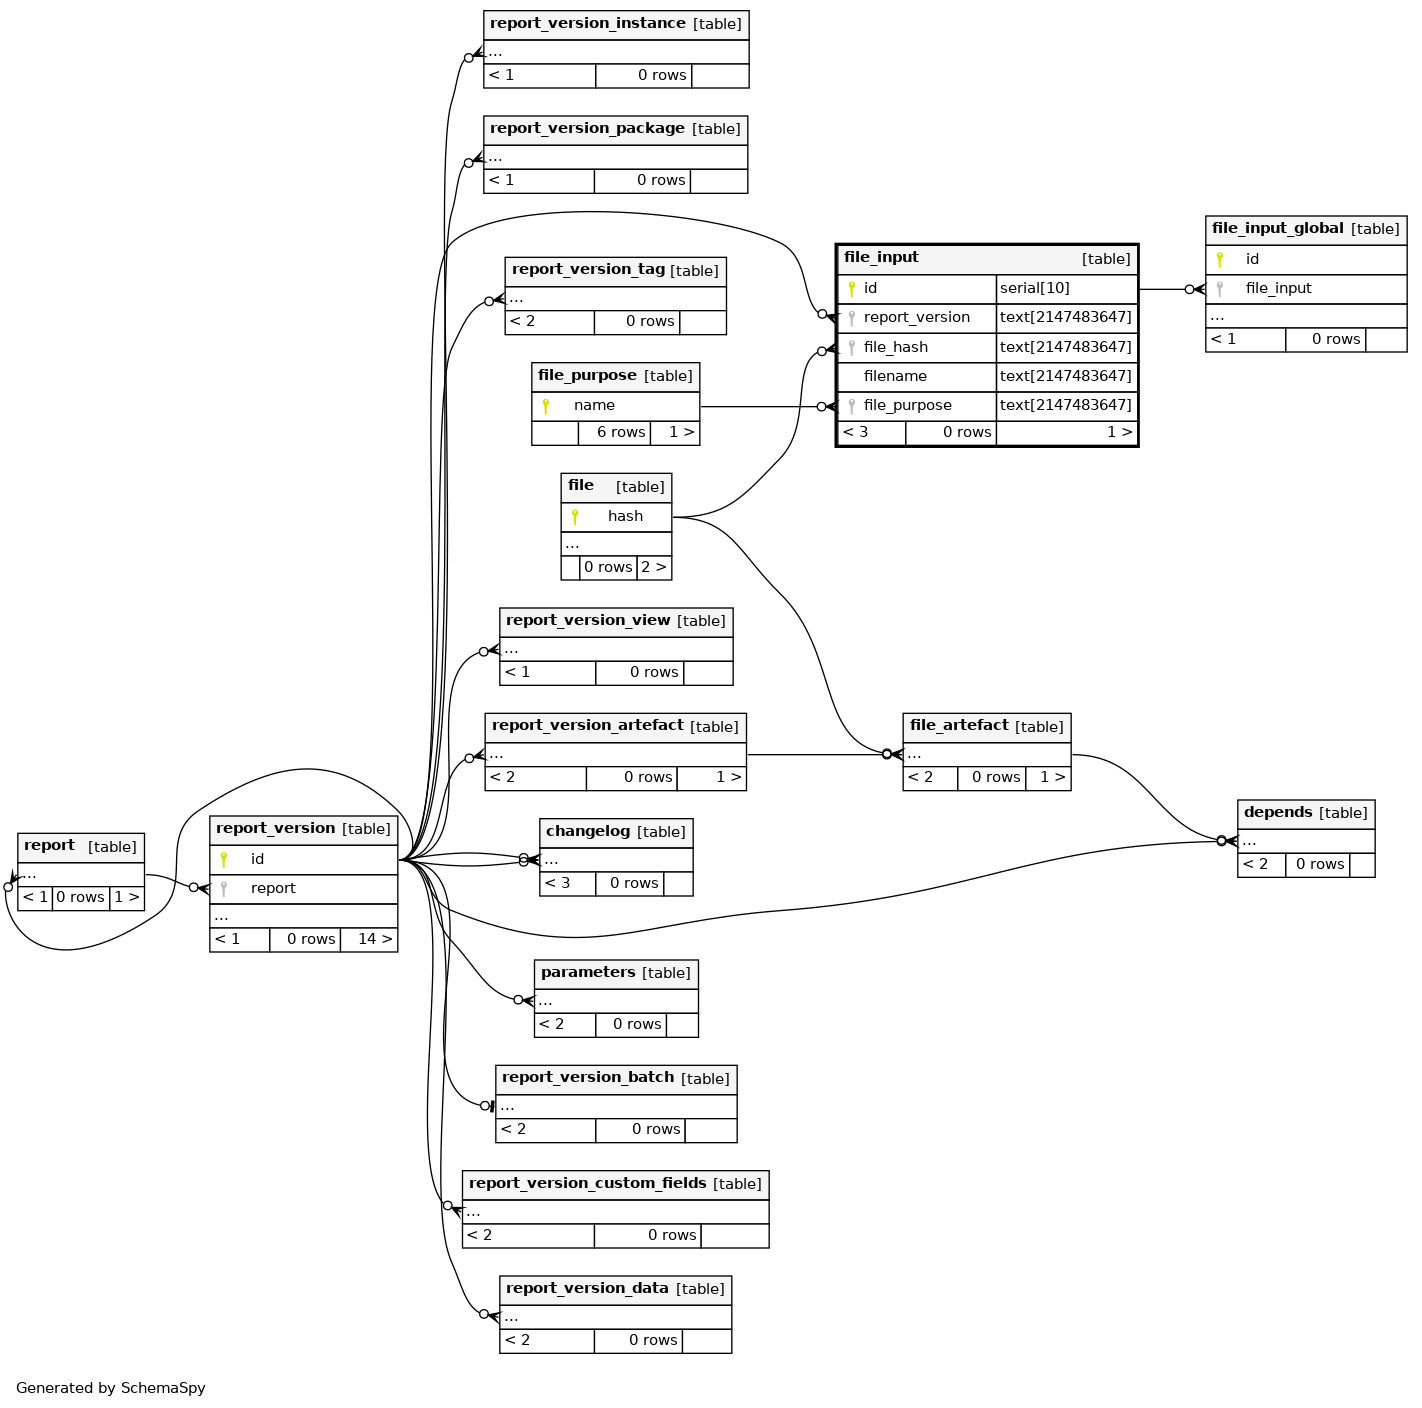 report_version_instance [table]
...
< 1 0 rows
report_version_package [table]
...
< 1 0 rows
report_version_tag [table]
...
< 2 0 rows
file_input [table]
id serial[10]
report_version text[2147483647]
file_hash text[2147483647]
filename text[2147483647]
file_purpose text[2147483647]
< 3 0 rows 1 >
file_input_global [table]
id
file_input
...
< 1 0 rows
file_purpose [table]
name
6 rows 1 >
file [table]
hash
...
0 rows 2 >
report_version_view [table]
...
< 1 0 rows
report_version_artefact [table]
...
< 2 0 rows 1 >
file_artefact [table]
...
< 2 0 rows 1 >
depends [table]
...
< 2 0 rows
report [table]
...
< 1 0 rows 1 >
report_version [table]
id
report
...
< 1 0 rows 14 >
changelog [table]
...
< 3 0 rows
parameters [table]
...
< 2 0 rows
report_version_batch [table]
...
< 2 0 rows
report_version_custom_fields [table]
...
< 2 0 rows
report_version_data [table]
...
< 2 0 rows
Generated by SchemaSpy